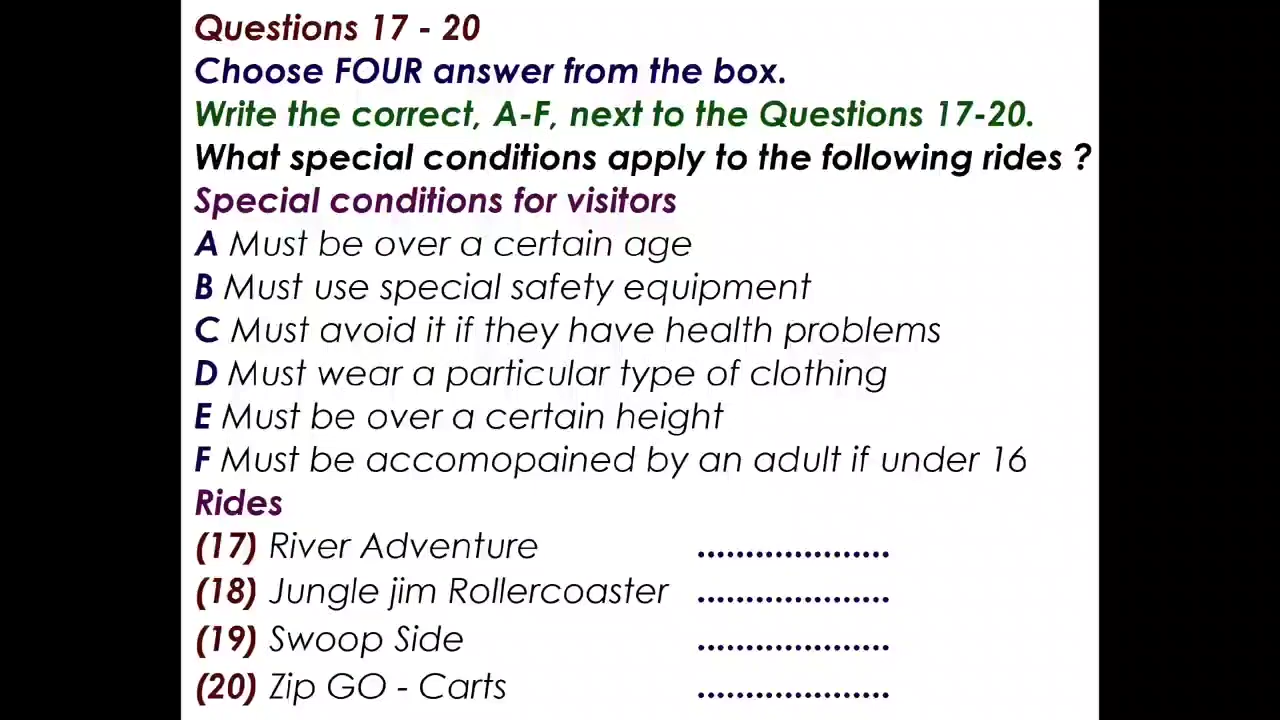 Questions 17 - 20
Choose FOUR answer from the box.
Write the correct, A-F, next to the Questions 17-20.
What special conditions apply to the following rides ?
Special conditions for visitors
A Must be over a certain age
B Must use special safety equipment
C Must avoid it if they have health problems
D Must wear a particular type of clothing
E Must be over a certain height
F Must be accomopained by an adult if under 16
Rides
(17) River Adventure ....................
(18) Jungle jim Rollercoaster ....................
(19) Swoop Side ....................
(20) Zip GO - Carts ....................